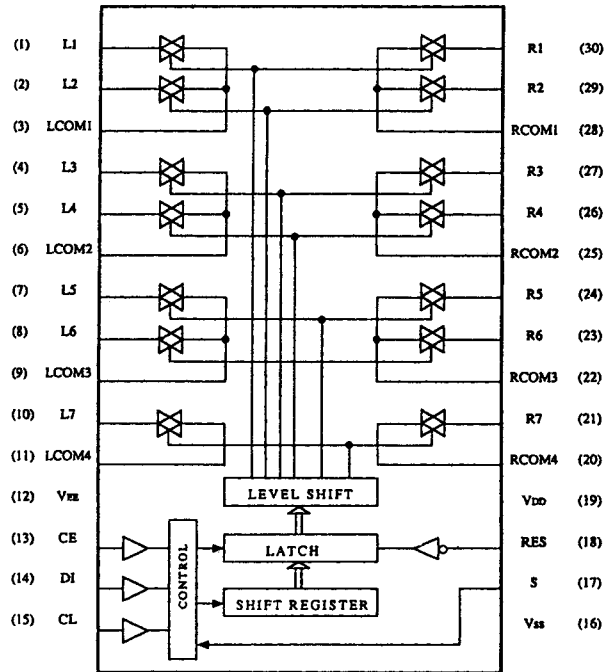 (1) L1 R1 (30)
(2) L2 R2 (29)
(3) LCOM1 RCOM1 (28)
(4) L3 R3 (27)
(5) L4 R4 (26)
(6) LCOM2 RCOM2 (25)
(7) L5 R5 (24)
(8) L6 R6 (23)
(9) LCOM3 RCOM3 (22)
(10) L7 R7 (21)
(11) LCOM4 RCOM4 (20)
(12) VEE LEVEL SHIFT VDD (19)
(13) CE LATCH RES (18)
(14) DI CONTROL SHIFT REGISTER S (17)
(15) CL VSS (16)